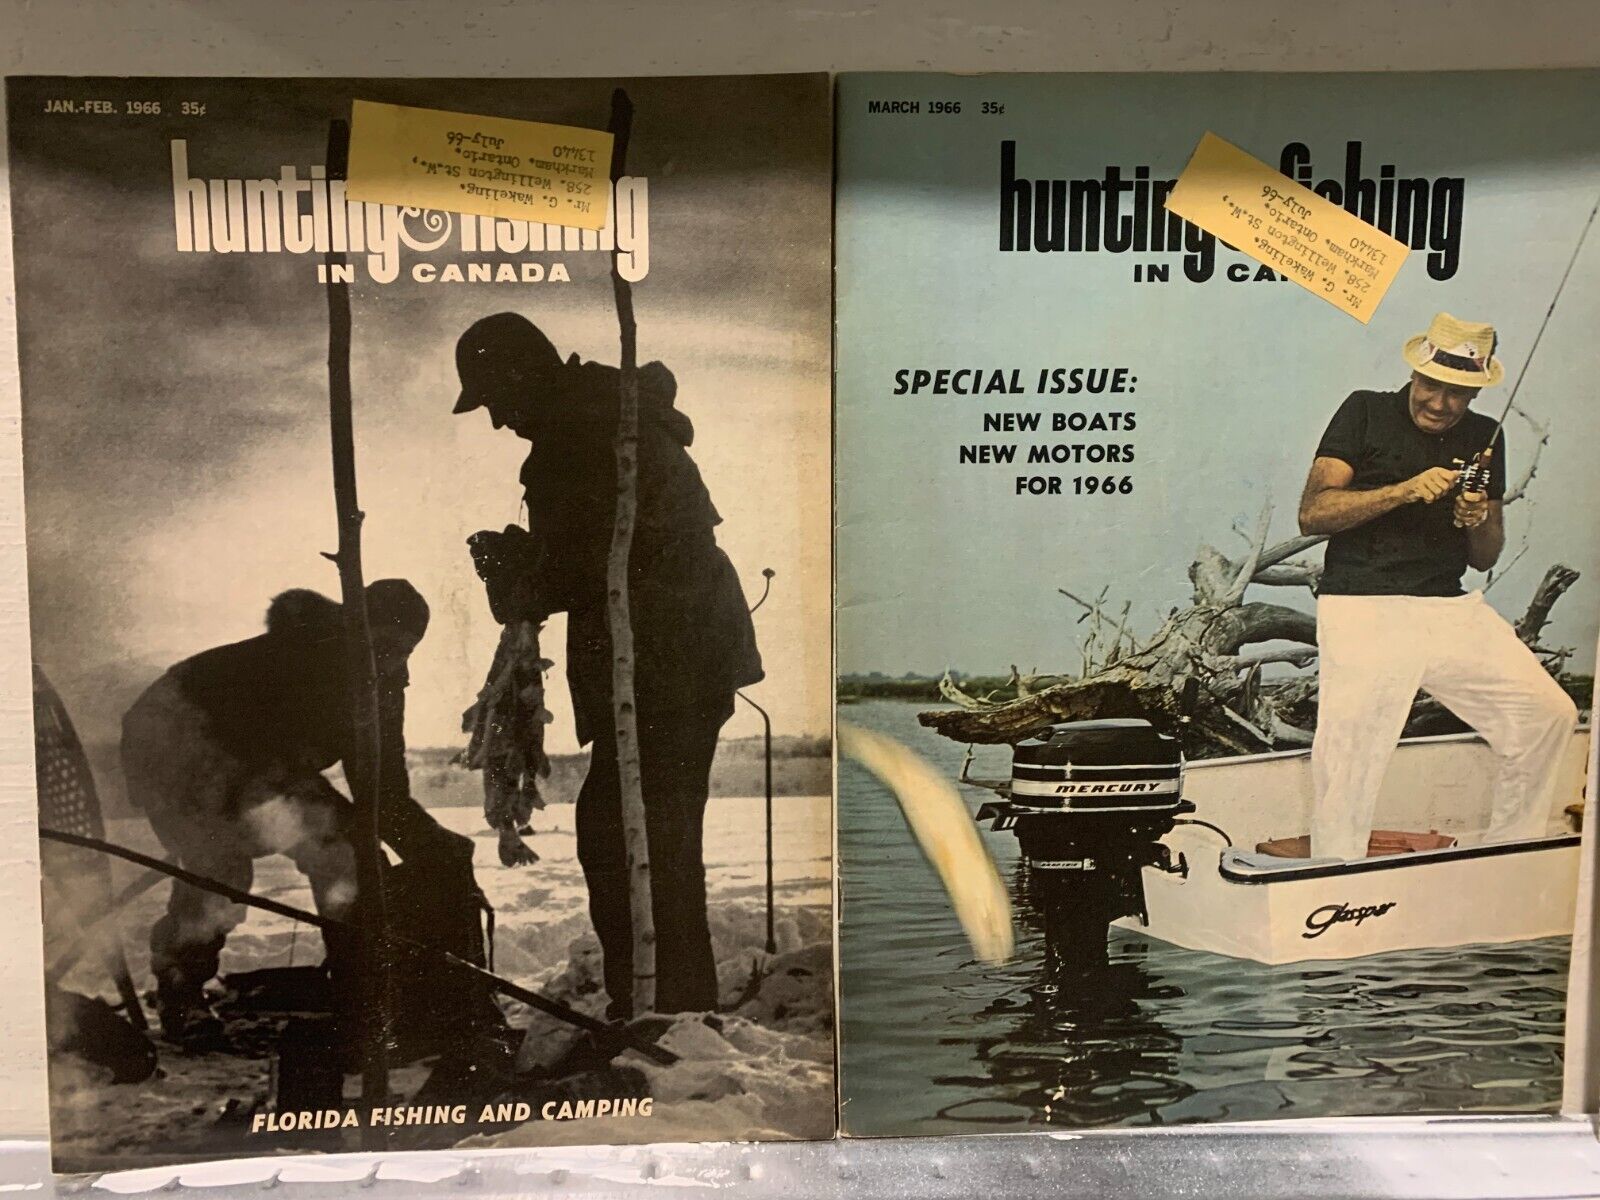 JAN.-FEB. 1966 35¢
hunting & fishing
IN CANADA
Mr. G. Wakeling.
258. Wellington St.W.,
Markham. Ontario.
13440
July-66
FLORIDA FISHING AND CAMPING
MARCH 1966 35¢
hunting & fishing
IN CAN
Mr. G. Wakeling.
258. Wellington St.W.,
Markham. Ontario.
13440
July-66
SPECIAL ISSUE:
NEW BOATS
NEW MOTORS
FOR 1966
MERCURY
Glasspar